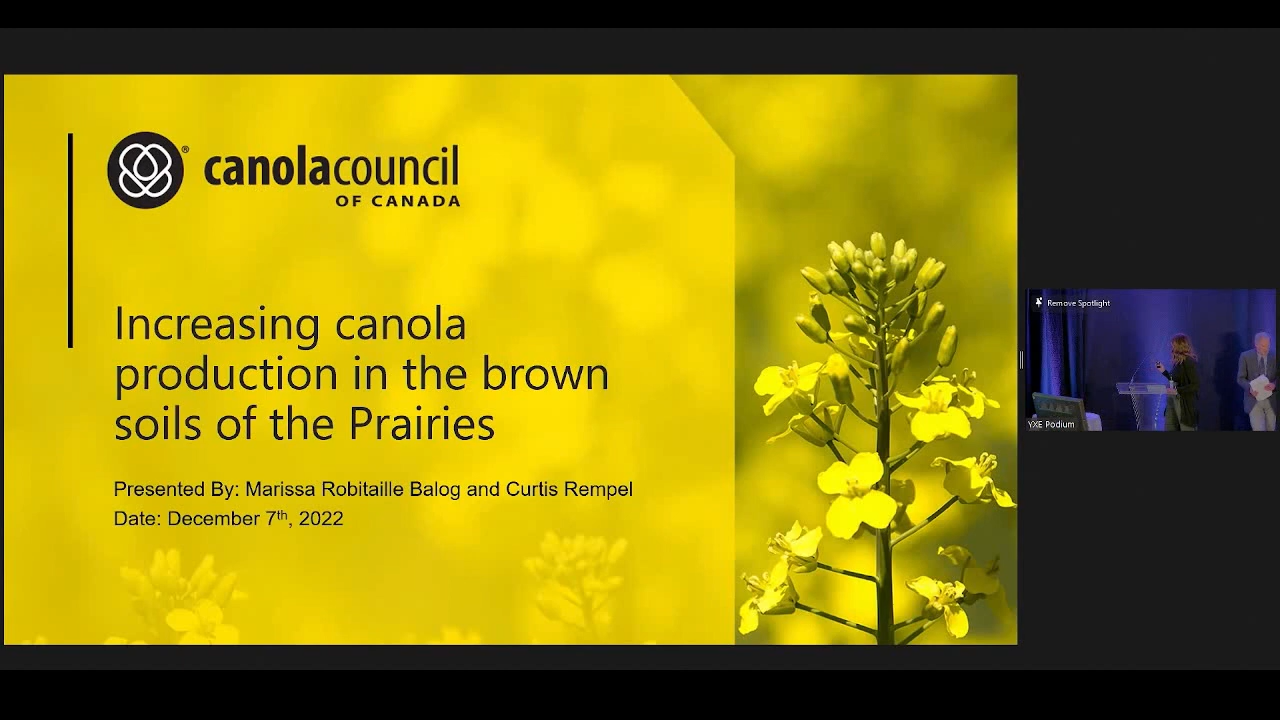 canolacouncil®
OF CANADA
Increasing canola
production in the brown
soils of the Prairies
Presented By: Marissa Robitaille Balog and Curtis Rempel
Date: December 7th, 2022
Remove Spotlight
YXE Podium